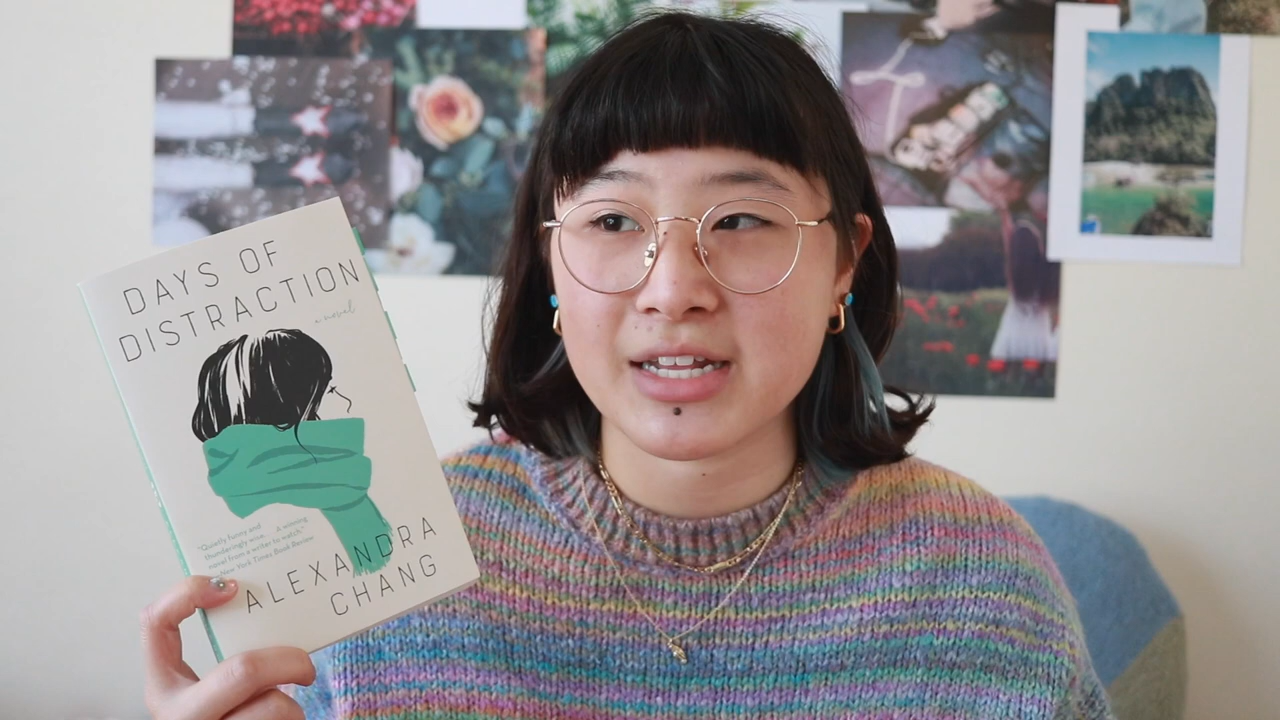 DAYS OF
DISTRACTION
a novel
"Quietly funny and
thunderingly wise. A winning
novel from a writer to watch."
New York Times Book Review
ALEXANDRA
CHANG